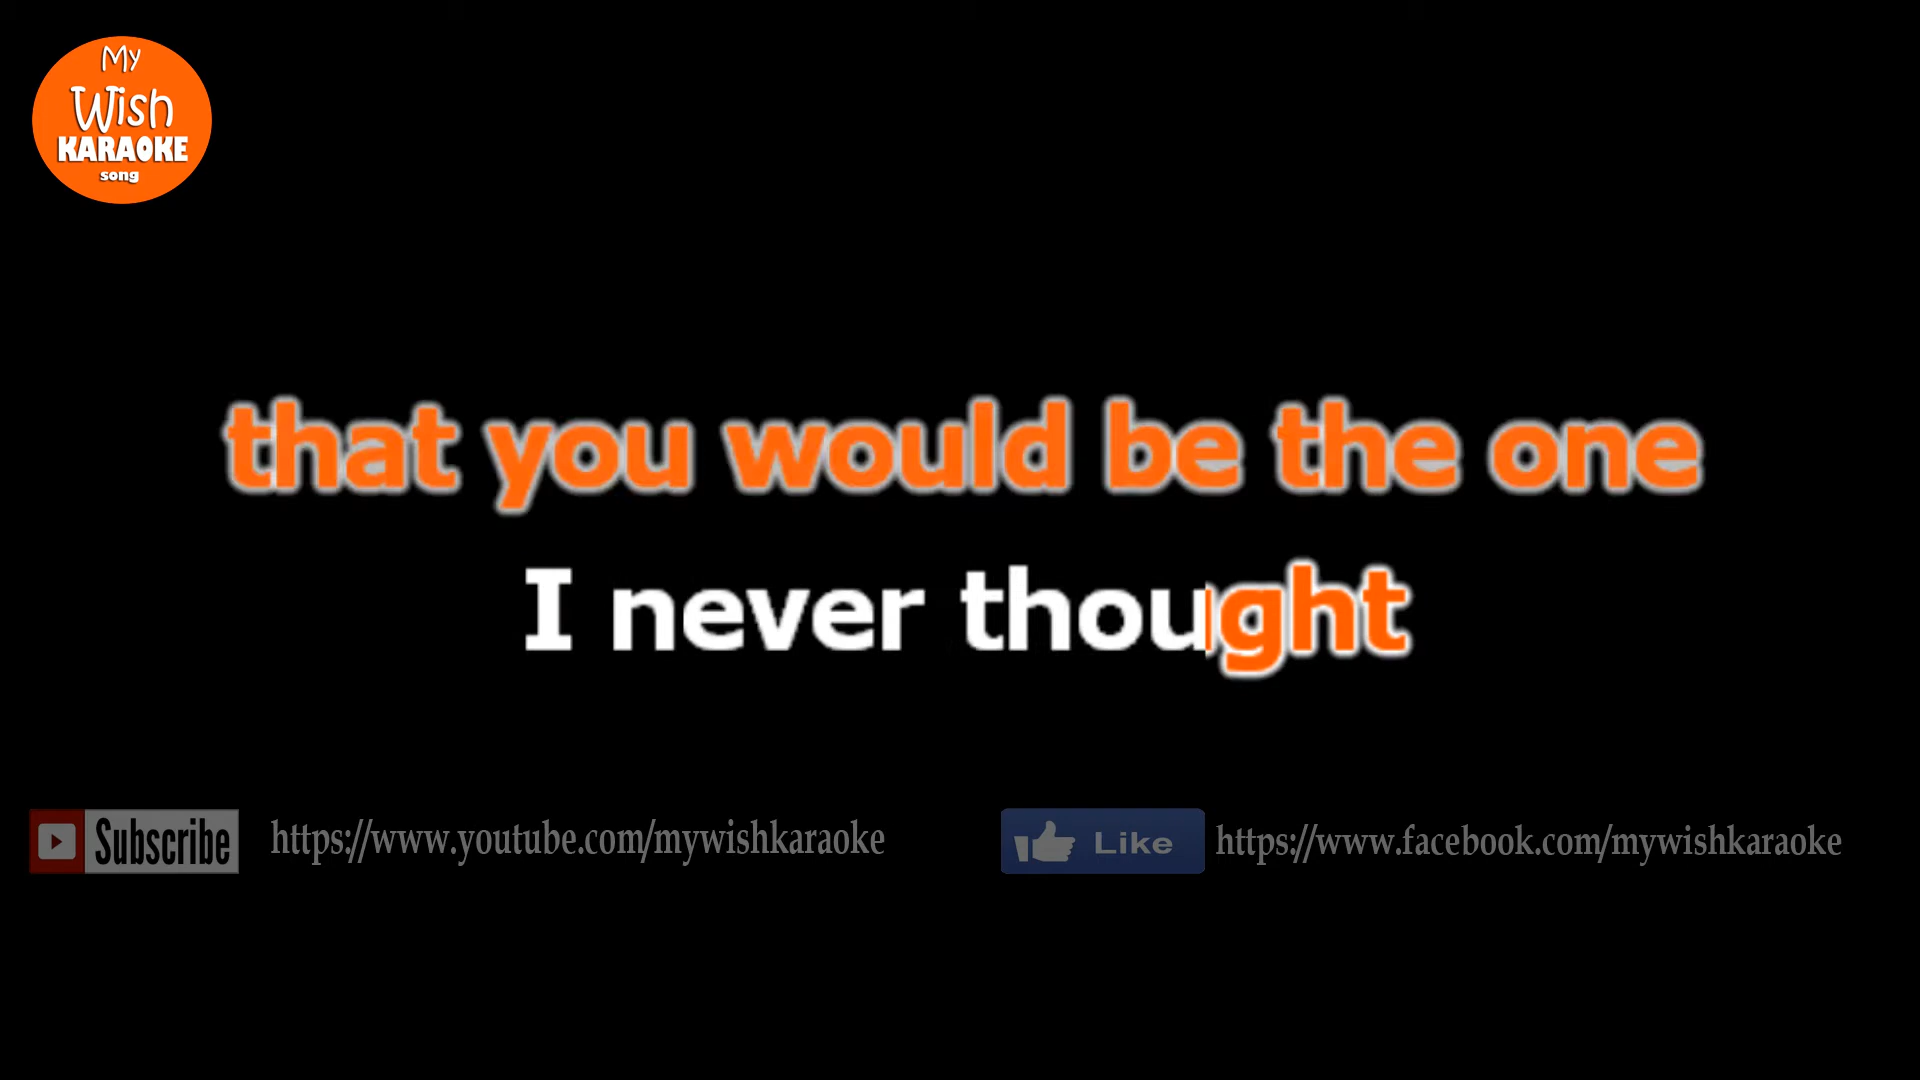 My
Wish
KARAOKE
song
that you would be the one
I never thought
Subscribe https://www.youtube.com/mywishkaraoke
Like https://www.facebook.com/mywishkaraoke